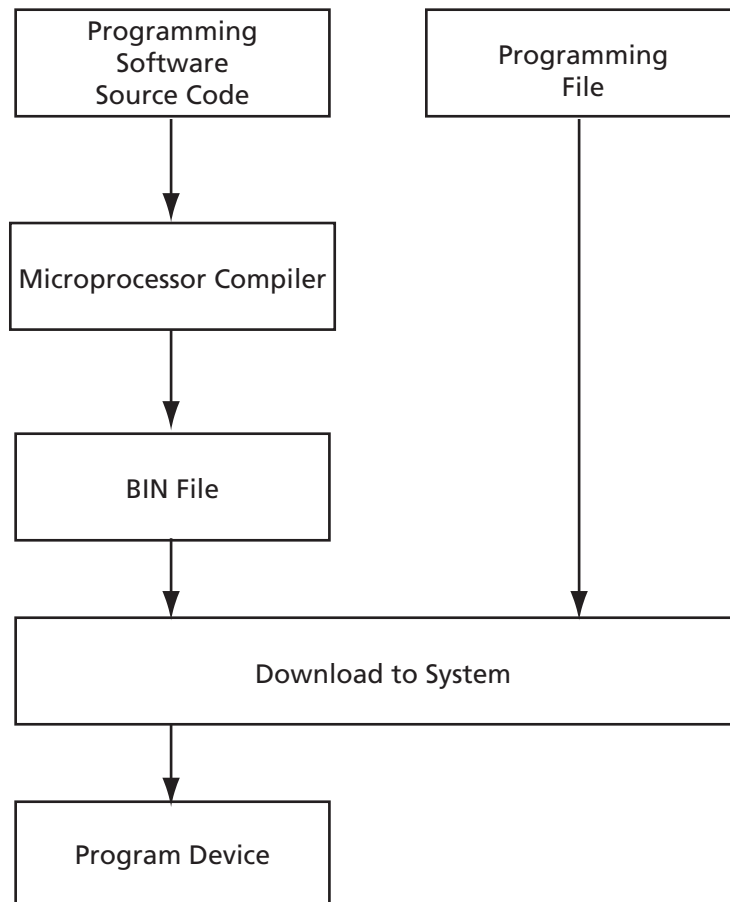 Programming
Software
Source Code
Programming
File
Microprocessor Compiler
BIN File
Download to System
Program Device